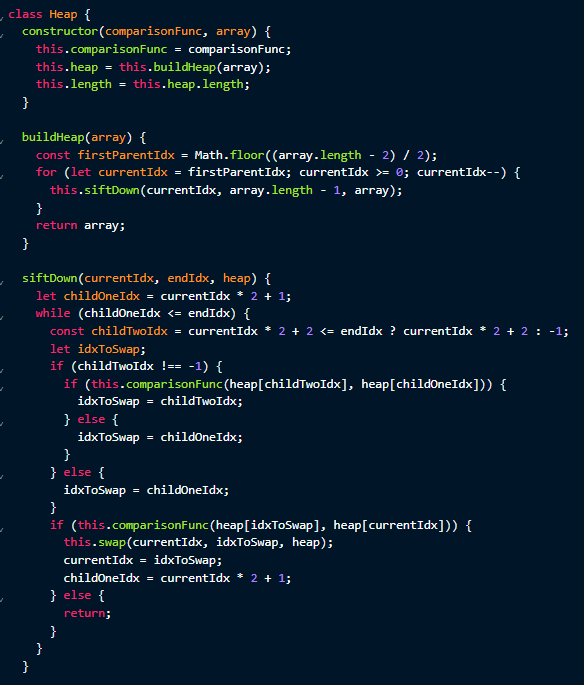 class Heap {
  constructor(comparisonFunc, array) {
    this.comparisonFunc = comparisonFunc;
    this.heap = this.buildHeap(array);
    this.length = this.heap.length;
  }

  buildHeap(array) {
    const firstParentIdx = Math.floor((array.length - 2) / 2);
    for (let currentIdx = firstParentIdx; currentIdx >= 0; currentIdx--) {
      this.siftDown(currentIdx, array.length - 1, array);
    }
    return array;
  }

  siftDown(currentIdx, endIdx, heap) {
    let childOneIdx = currentIdx * 2 + 1;
    while (childOneIdx <= endIdx) {
      const childTwoIdx = currentIdx * 2 + 2 <= endIdx ? currentIdx * 2 + 2 : -1;
      let idxToSwap;
      if (childTwoIdx !== -1) {
        if (this.comparisonFunc(heap[childTwoIdx], heap[childOneIdx])) {
          idxToSwap = childTwoIdx;
        } else {
          idxToSwap = childOneIdx;
        }
      } else {
        idxToSwap = childOneIdx;
      }
      if (this.comparisonFunc(heap[idxToSwap], heap[currentIdx])) {
        this.swap(currentIdx, idxToSwap, heap);
        currentIdx = idxToSwap;
        childOneIdx = currentIdx * 2 + 1;
      } else {
        return;
      }
    }
  }